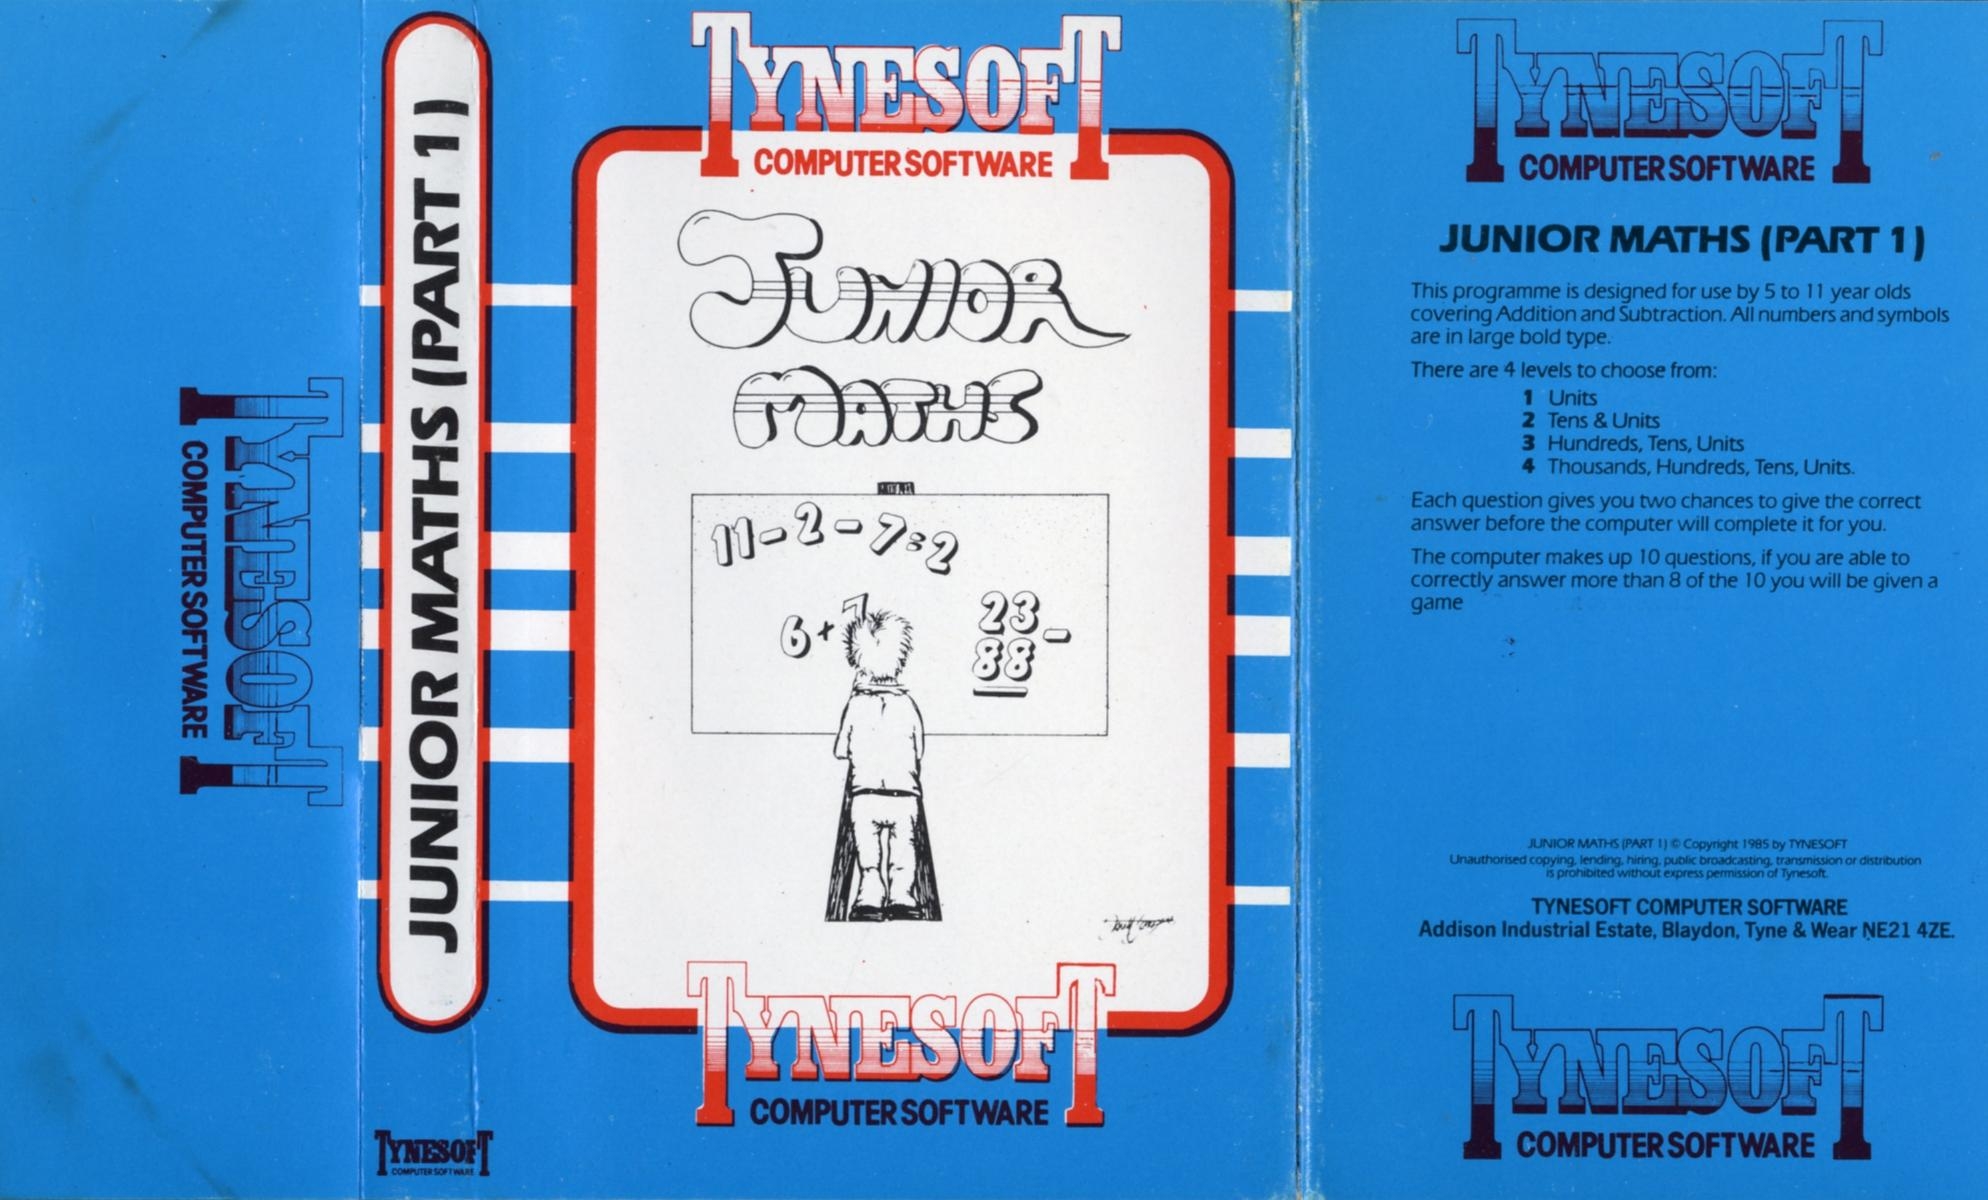 TYNESOFT
COMPUTER SOFTWARE
JUNIOR MATHS (PART 1)
TYNESOFT
COMPUTER SOFTWARE
TYNESOFT
COMPUTER SOFTWARE
JUNIOR
MATHS
11-2-7=2
6+7
23
88 -
TYNESOFT
COMPUTER SOFTWARE
TYNESOFT
COMPUTER SOFTWARE
JUNIOR MATHS (PART 1)
This programme is designed for use by 5 to 11 year olds
covering Addition and Subtraction. All numbers and symbols
are in large bold type.
There are 4 levels to choose from:
1 Units
2 Tens & Units
3 Hundreds, Tens, Units
4 Thousands, Hundreds, Tens, Units.
Each question gives you two chances to give the correct
answer before the computer will complete it for you.
The computer makes up 10 questions, if you are able to
correctly answer more than 8 of the 10 you will be given a
game
JUNIOR MATHS (PART 1) © Copyright 1985 by TYNESOFT
Unauthorised copying, lending, hiring, public broadcasting, transmission or distribution
is prohibited without express permission of Tynesoft.
TYNESOFT COMPUTER SOFTWARE
Addison Industrial Estate, Blaydon, Tyne & Wear NE21 4ZE.
TYNESOFT
COMPUTER SOFTWARE